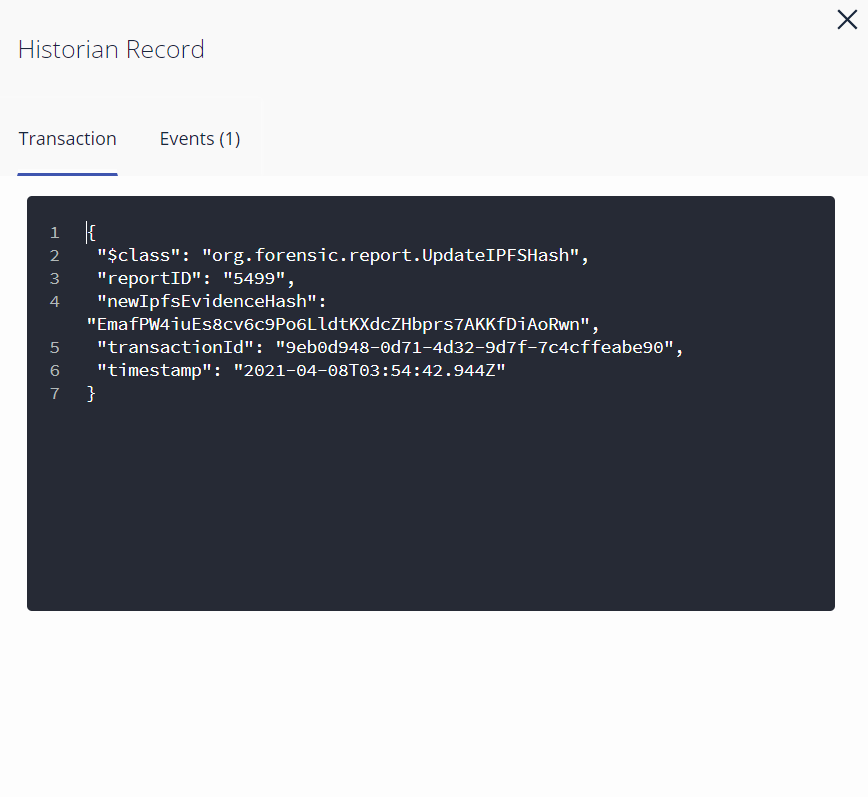 Historian Record
Transaction Events (1)
1 {
2 "$class": "org.forensic.report.UpdateIPFSHash",
3 "reportID": "5499",
4 "newIpfsEvidenceHash":
"EmafPW4iuEs8cv6c9Po6LldtKXdcZHbprs7AKKfDiAoRwn",
5 "transactionId": "9eb0d948-0d71-4d32-9d7f-7c4cffeabe90",
6 "timestamp": "2021-04-08T03:54:42.944Z"
7 }